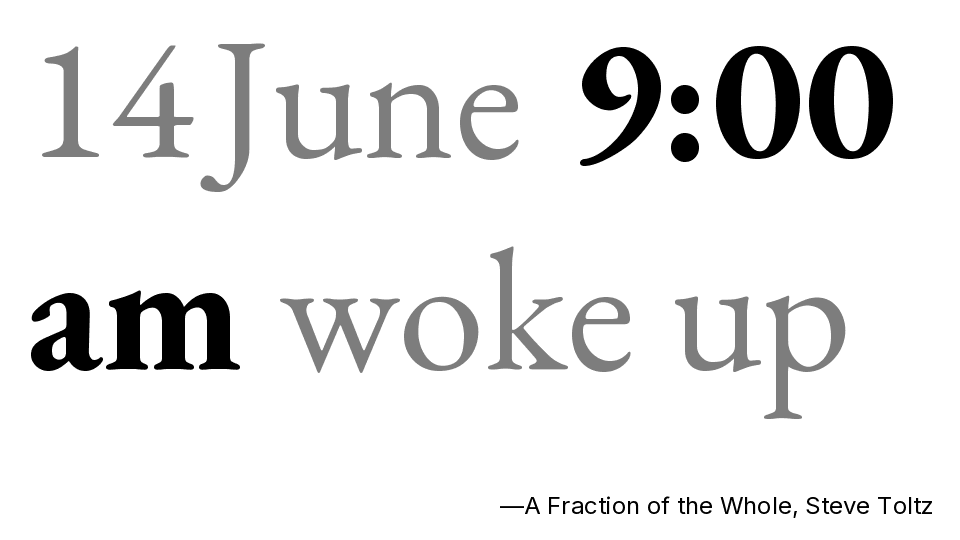 14June 9:00
am woke up
—A Fraction of the Whole, Steve Toltz